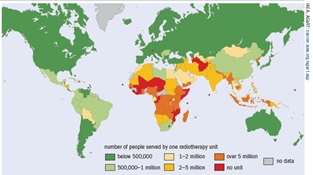 number of people served by one radiotherapy unit
below 500,000
1–2 million
over 5 million
no data
500,000–1 million
2–5 million
no unit